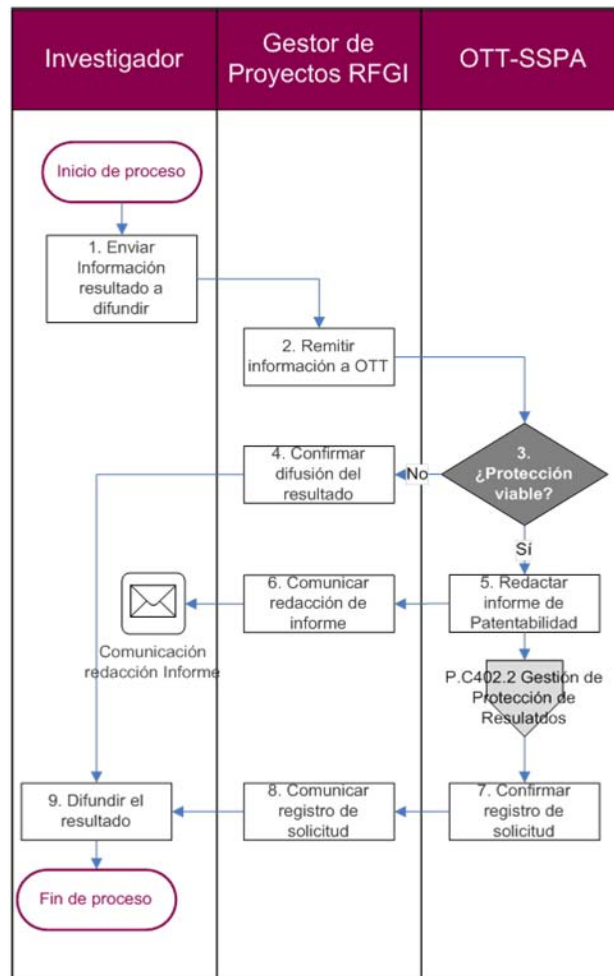 Investigador
Gestor de
Proyectos RFGI
OTT-SSPA
Inicio de proceso
1. Enviar
Información
resultado a
difundir
2. Remitir
información a OTT
3.
¿Protección
viable?
No
4. Confirmar
difusión del
resultado
Sí
5. Redactar
informe de
Patentabilidad
6. Comunicar
redacción de
informe
Comunicación
redacción Informe
P.C402.2 Gestión de
Protección de
Resulatdos
7. Confirmar
registro de
solicitud
8. Comunicar
registro de
solicitud
9. Difundir el
resultado
Fin de proceso